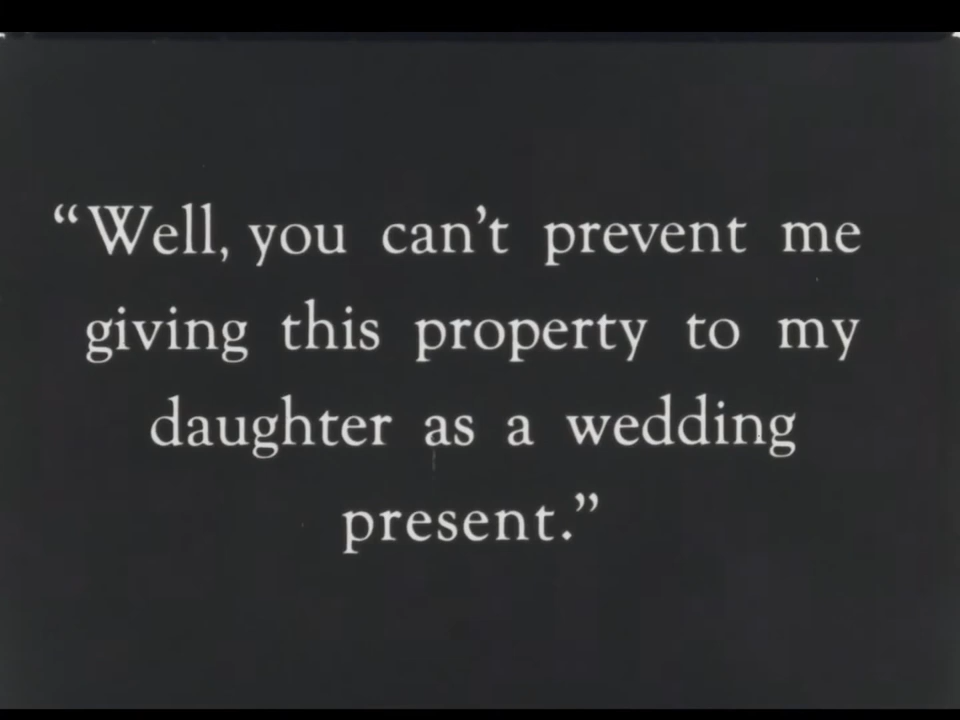 “Well, you can’t prevent me
giving this property to my
daughter as a wedding
present.”